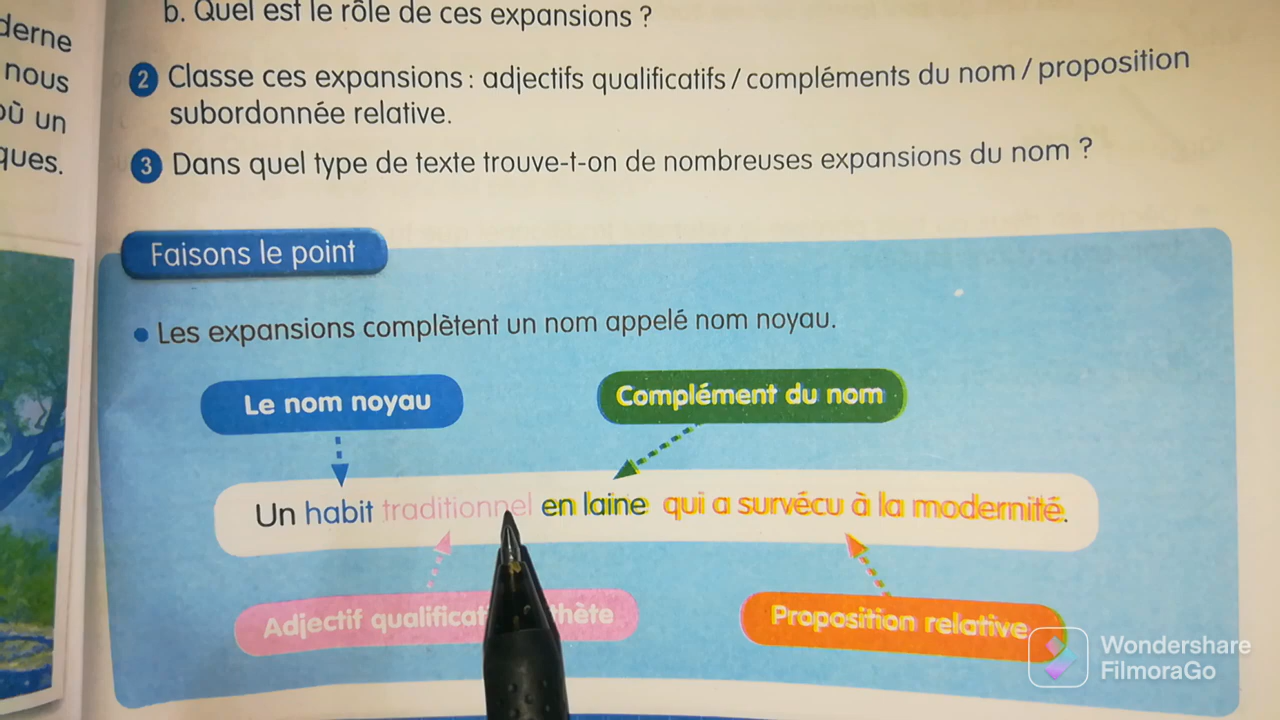 b. Quel est le rôle de ces expansions ?
derne
nous
où un
ques.
2 Classe ces expansions : adjectifs qualificatifs / compléments du nom / proposition
subordonnée relative.
3 Dans quel type de texte trouve-t-on de nombreuses expansions du nom ?
Faisons le point
• Les expansions complètent un nom appelé nom noyau.
Le nom noyau
Complément du nom
Un habit traditionnel en laine qui a survécu à la modernité.
Adjectif qualificat thète
Proposition relative
Wondershare
FilmoraGo